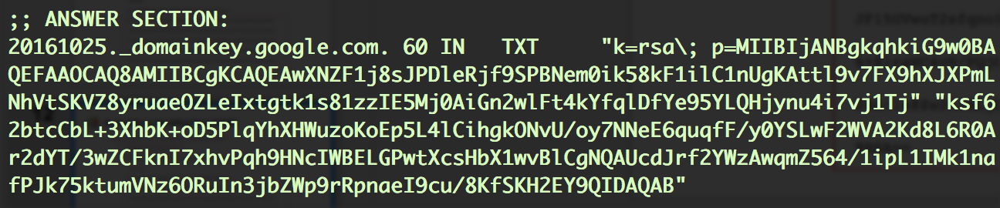 ;; ANSWER SECTION:
20161025._domainkey.google.com. 60 IN TXT "k=rsa\; p=MIIBIjANBgkqhkiG9w0BA
QEFAAOCAQ8AMIIBCgKCAQEAwXNZF1j8sJPDleRjf9SPBNem0ik58kF1ilC1nUgKAttl9v7FX9hXJXPmL
NhVtSKVZ8yruaeOZLeIxtgtk1s81zzIE5Mj0AiGn2wlFt4kYfqlDfYe95YLQHjynu4i7vj1Tj" "ksf6
2btcCbL+3XhbK+oD5PlqYhXHWuzoKoEp5L4lCihgkONvU/oy7NNeE6quqfF/y0YSLwF2WVA2Kd8L6R0A
r2dYT/3wZCFknI7xhvPqh9HNcIWBELGPwtXcsHbX1wvBlCgNQAUcdJrf2YWzAwqmZ564/1ipL1IMk1na
fPJk75ktumVNz6ORuIn3jbZWp9rRpnaeI9cu/8KfSKH2EY9QIDAQAB"